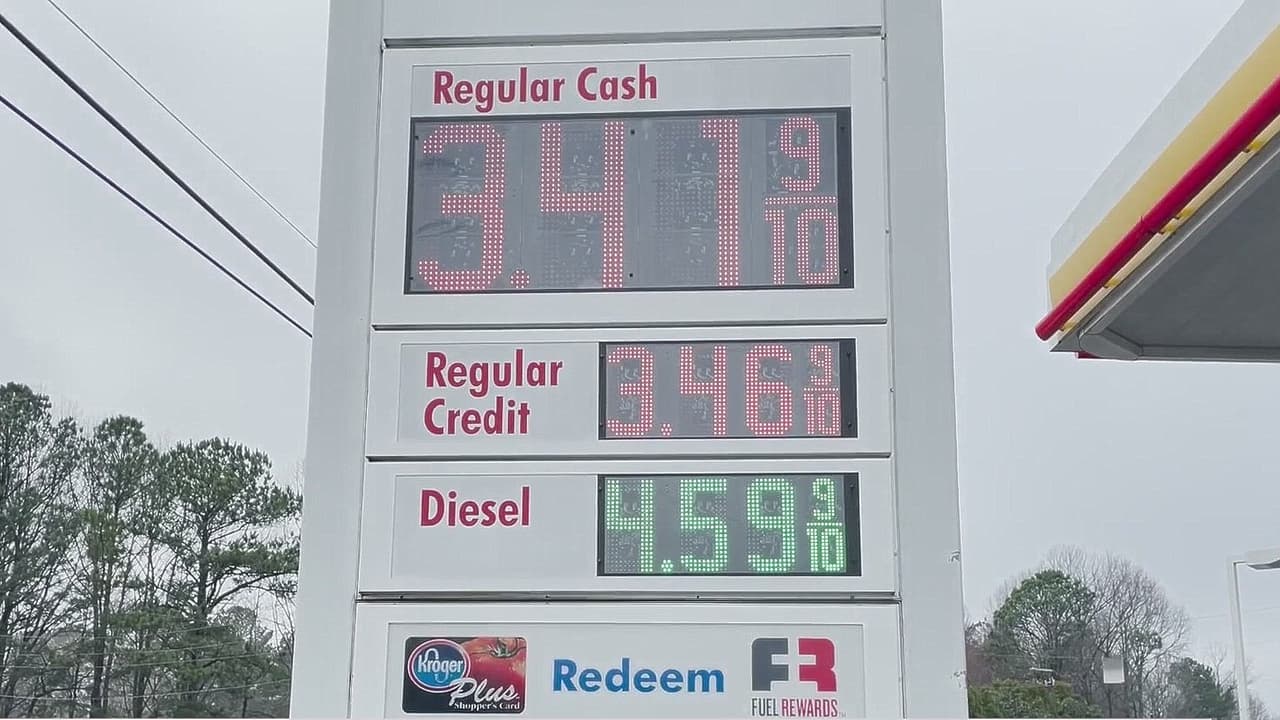 Regular Cash
3.41 9/10
Regular
Credit
3.46 9/10
Diesel
4.59 9/10
Kroger
Plus
Shopper's Card
Redeem
FR
FUEL REWARDS